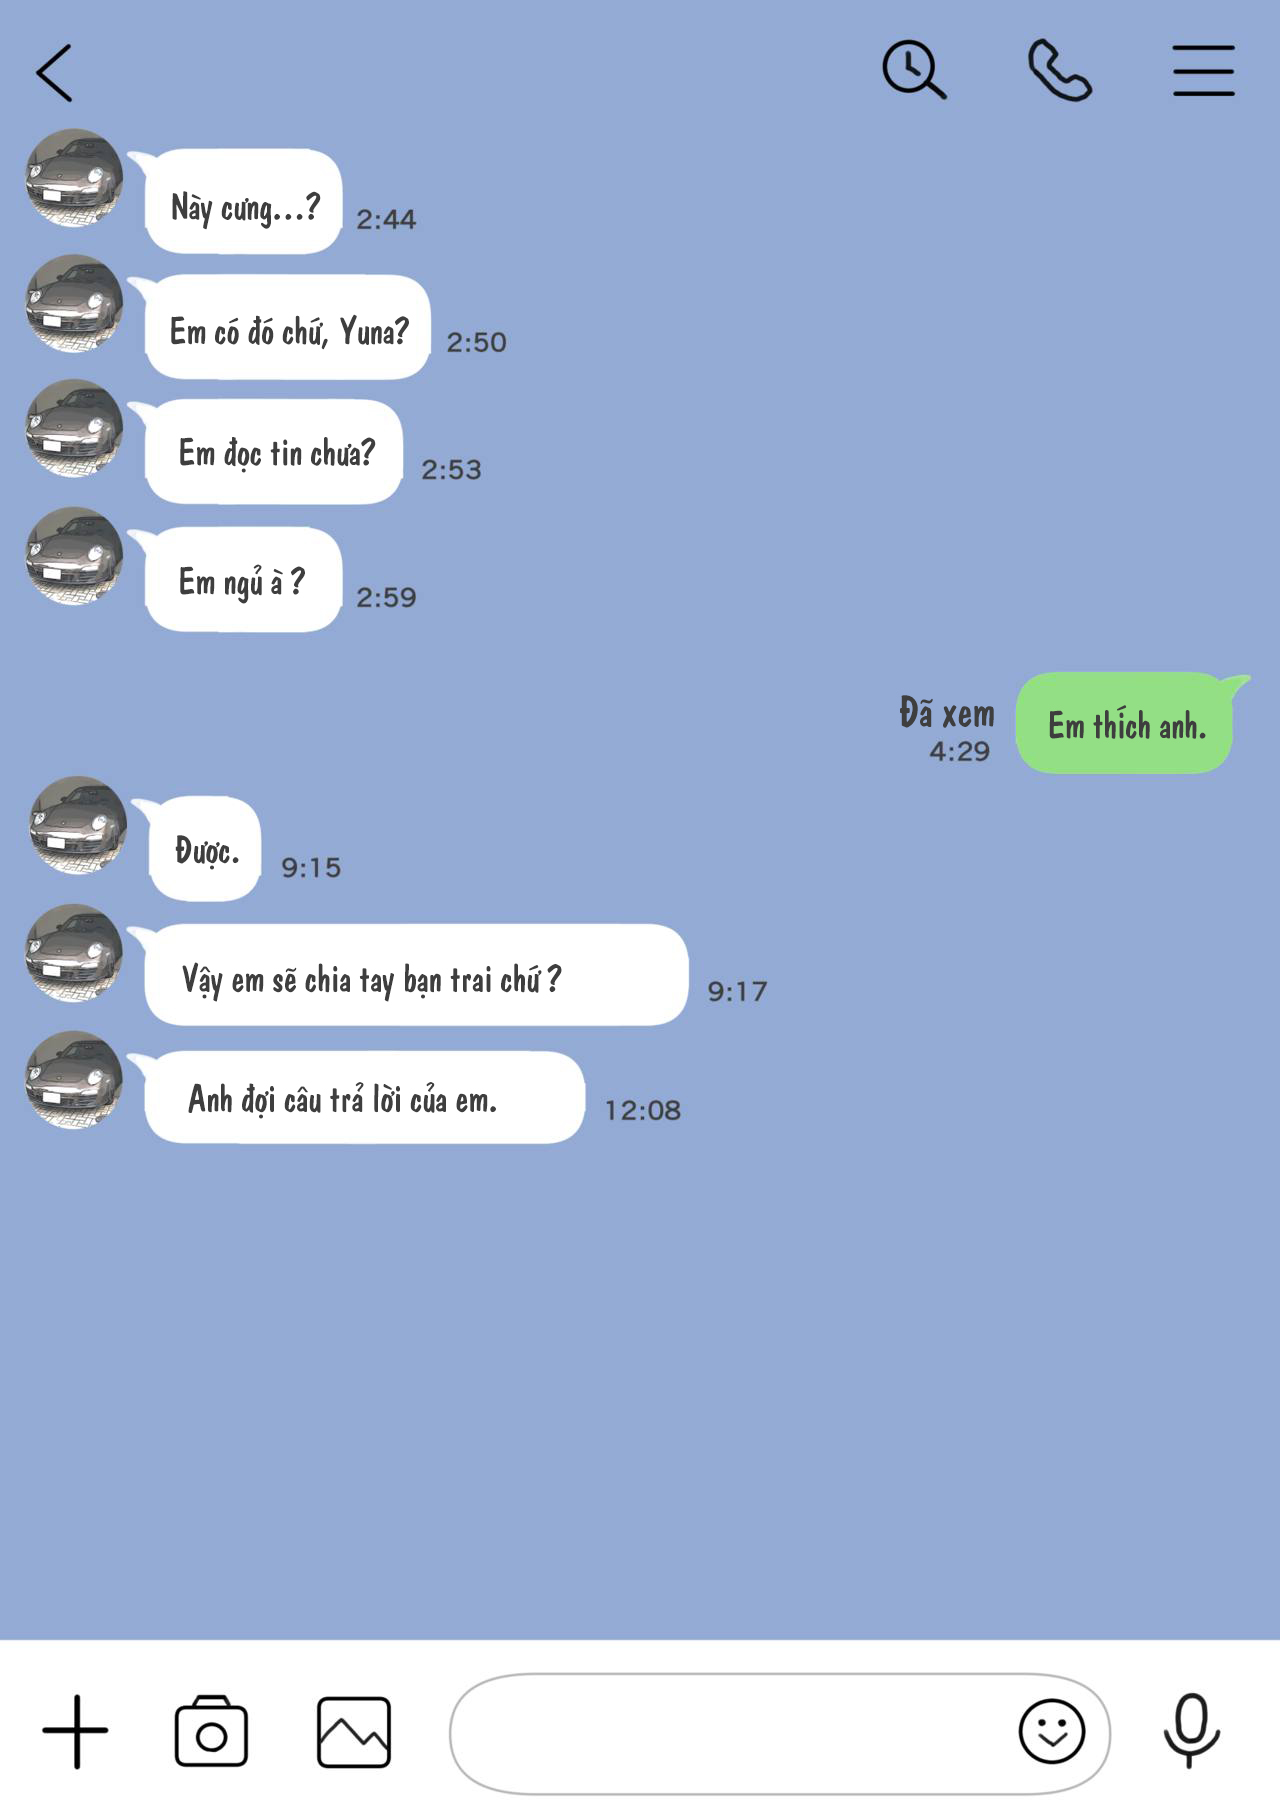 Này cưng...?
2:44
Em có đó chứ, Yuna?
2:50
Em đọc tin chưa?
2:53
Em ngủ à ?
2:59
Đã xem
4:29
Em thích anh.
Được.
9:15
Vậy em sẽ chia tay bạn trai chứ ?
9:17
Anh đợi câu trả lời của em.
12:08